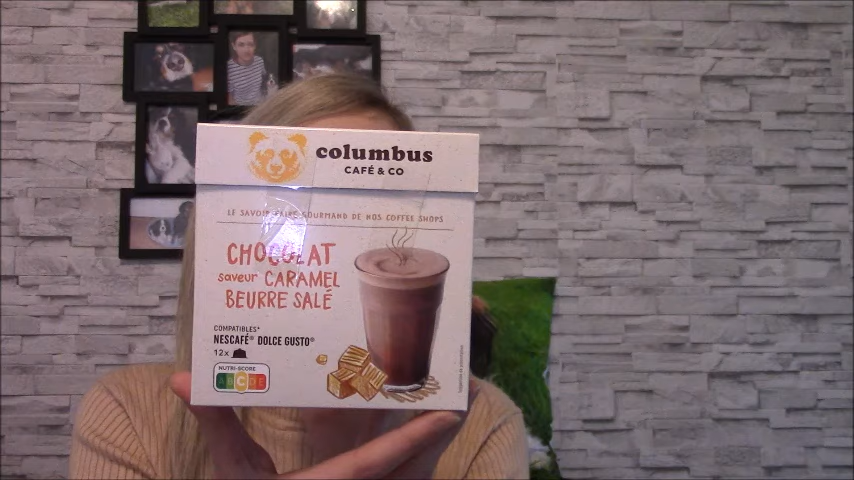 columbus
CAFÉ & CO
LE SAVOIR-FAIRE GOURMAND DE NOS COFFEE SHOPS
CHOCOLAT
saveur CARAMEL
BEURRE SALÉ
COMPATIBLES*
NESCAFÉ® DOLCE GUSTO®
12x
NUTRI-SCORE
A B C D E